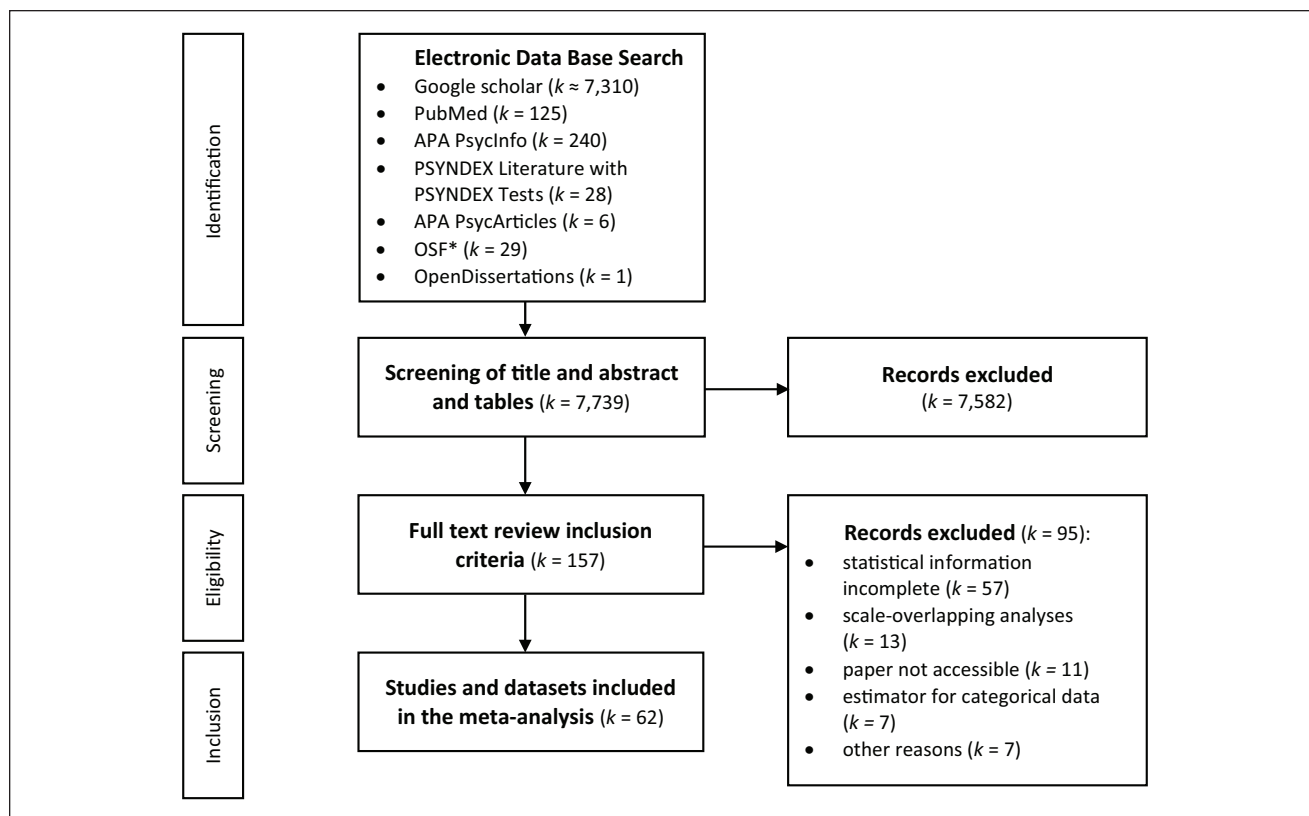 Identification
Electronic Data Base Search
• Google scholar (k ≈ 7,310)
• PubMed (k = 125)
• APA PsycInfo (k = 240)
• PSYNDEX Literature with
PSYNDEX Tests (k = 28)
• APA PsycArticles (k = 6)
• OSF* (k = 29)
• OpenDissertations (k = 1)
Screening
Screening of title and abstract
and tables (k = 7,739)
Records excluded
(k = 7,582)
Eligibility
Full text review inclusion
criteria (k = 157)
Records excluded (k = 95):
• statistical information
incomplete (k = 57)
• scale-overlapping analyses
(k = 13)
• paper not accessible (k = 11)
• estimator for categorical data
(k = 7)
• other reasons (k = 7)
Inclusion
Studies and datasets included
in the meta-analysis (k = 62)